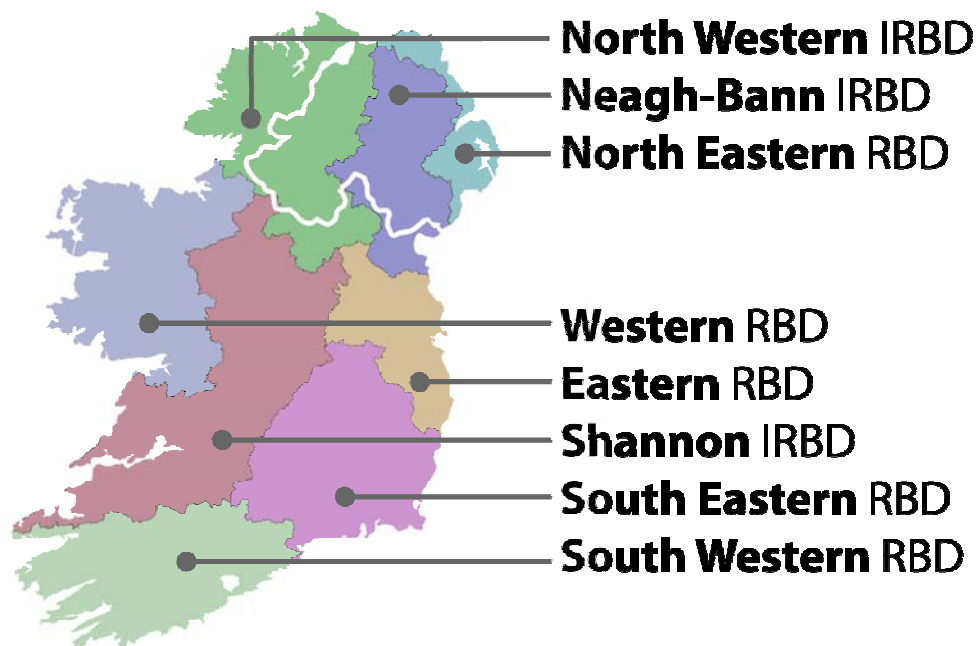 North Western IRBD
Neagh-Bann IRBD
North Eastern RBD
Western RBD
Eastern RBD
Shannon IRBD
South Eastern RBD
South Western RBD